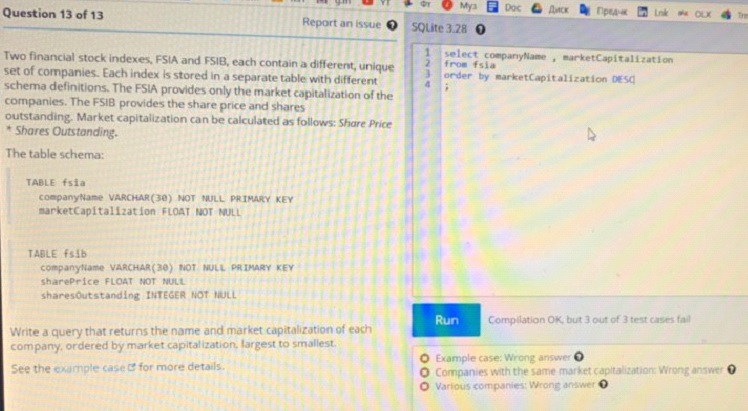 Муз
Doc
Диск
Lnk
OLX
Question 13 of 13
Report an issue
SQLite 3.28
Two financial stock indexes, FSIA and FSIB, each contain a different, unique
set of companies. Each index is stored in a separate table with different
schema definitions. The FSIA provides only the market capitalization of the
companies. The FSIB provides the share price and shares
outstanding. Market capitalization can be calculated as follows: Share Price
* Shares Outstanding.
The table schema:
TABLE fsia
companyName VARCHAR(30) NOT NULL PRIMARY KEY
marketCapitalization FLOAT NOT NULL
TABLE fsib
companyName VARCHAR(30) NOT NULL PRIMARY KEY
sharePrice FLOAT NOT NULL
sharesOutstanding INTEGER NOT NULL
Write a query that returns the name and market capitalization of each
company, ordered by market capitalization, largest to smallest.
See the example case for more details.
1 select companyName , marketCapitalization
2 from fsia
3 order by marketCapitalization DESC
4 ;
Run
Compilation OK, but 3 out of 3 test cases fail
Example case: Wrong answer
Companies with the same market capitalization: Wrong answer
Various companies: Wrong answer